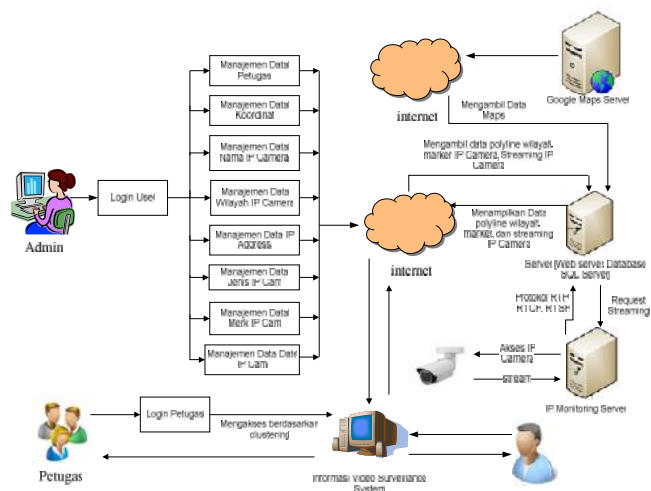 Manajemen Data
Petugas
Manajemen Data
Koordinat
Manajemen Data
Nama IP Camera
Manajemen Data
Wilayah IP Camera
Manajemen Data IP
Address
Manajemen Data
Jenis IP Cam
Manajemen Data
Merk IP Cam
Manajemen Data Date
IP Cam
Login User
Admin
internet
Google Maps Server
Mengambil Data
Maps
Mengambil data polyline wilayah,
marker IP Camera, Streaming IP
Camera
Menampilkan Data
polyline wilayah,
market, dan streaming
IP Camera
internet
Server [Web server Database
SQL Server]
Protokol RTP
RTCP, RTSP
Request
Streaming
Akses IP
Camera
stream
IP Monitoring Server
Login Petugas
Mengakses berdasarkan
clustering
Petugas
Informasi Video Surveillance
System